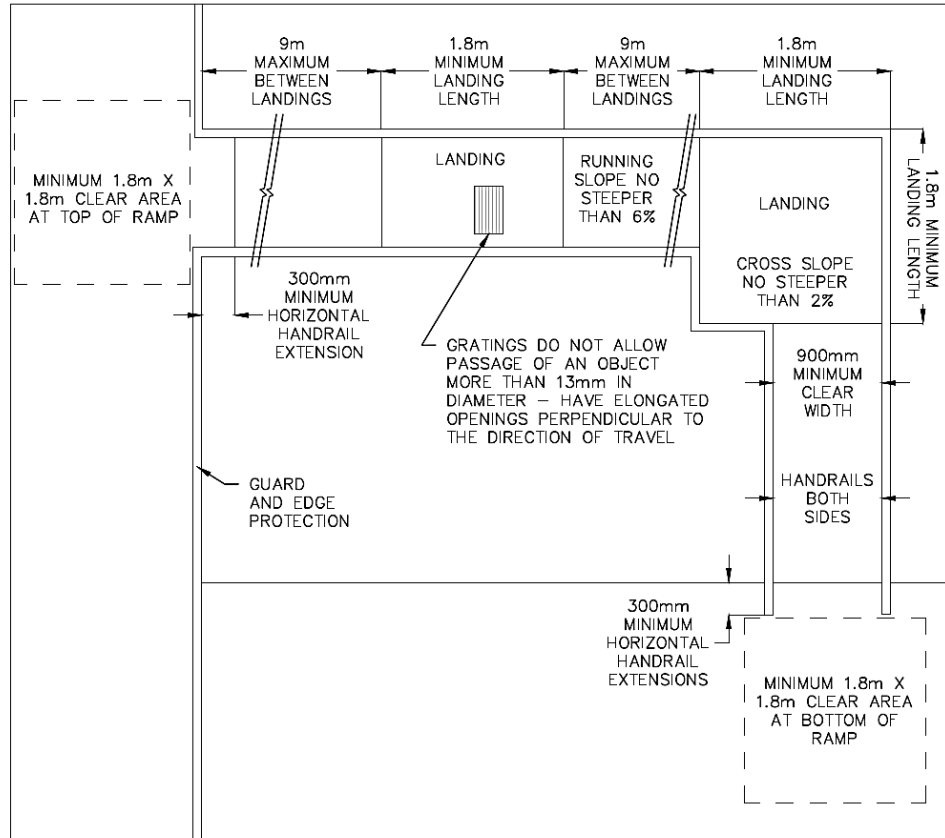 9m
MAXIMUM
BETWEEN
LANDINGS
1.8m
MINIMUM
LANDING
LENGTH
9m
MAXIMUM
BETWEEN
LANDINGS
1.8m
MINIMUM
LANDING
LENGTH
MINIMUM 1.8m X
1.8m CLEAR AREA
AT TOP OF RAMP
LANDING
RUNNING
SLOPE NO
STEEPER
THAN 6%
LANDING
CROSS SLOPE
NO STEEPER
THAN 2%
1.8m MINIMUM
LANDING LENGTH
300mm
MINIMUM
HORIZONTAL
HANDRAIL
EXTENSION
GRATINGS DO NOT ALLOW
PASSAGE OF AN OBJECT
MORE THAN 13mm IN
DIAMETER – HAVE ELONGATED
OPENINGS PERPENDICULAR TO
THE DIRECTION OF TRAVEL
900mm
MINIMUM
CLEAR
WIDTH
GUARD
AND EDGE
PROTECTION
HANDRAILS
BOTH
SIDES
300mm
MINIMUM
HORIZONTAL
HANDRAIL
EXTENSIONS
MINIMUM 1.8m X
1.8m CLEAR AREA
AT BOTTOM OF
RAMP